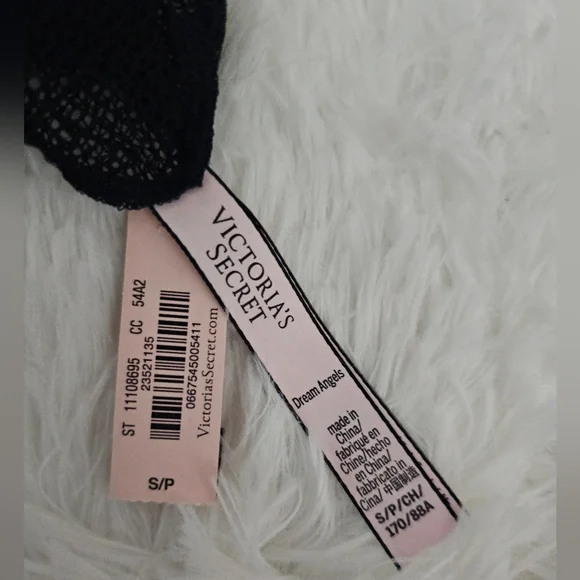 VICTORIA'S
SECRET
Dream Angels
made in
China/
fabriqué en
Chine/hecho
en China/
fabbricato in
Cina/ 中国制造
S/P/CH/
170/88A
ST 11108695 CC 54A2
23521135
0667545005411
VictoriasSecret.com
S/P